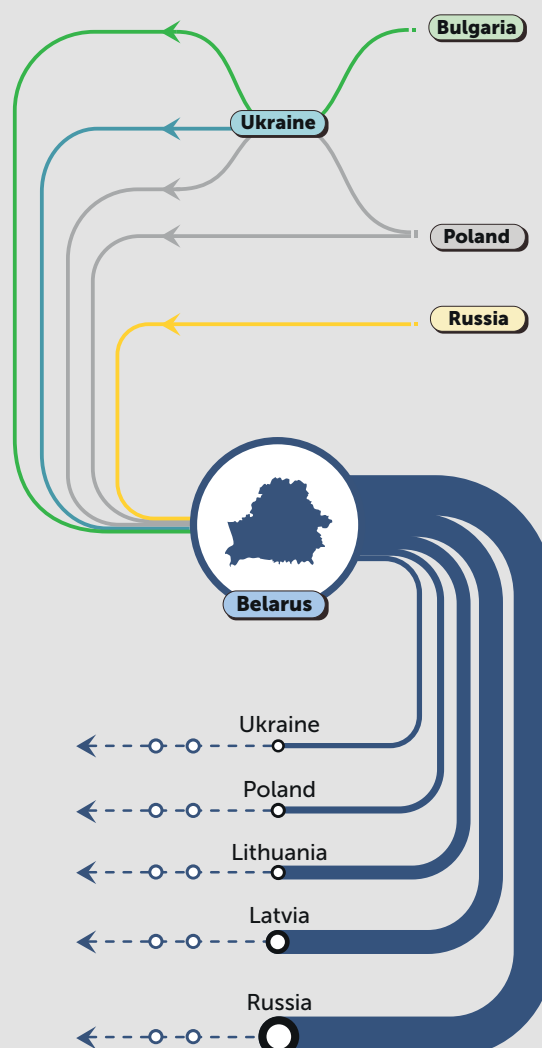 Bulgaria
Ukraine
Poland
Russia
Belarus
Ukraine
Poland
Lithuania
Latvia
Russia